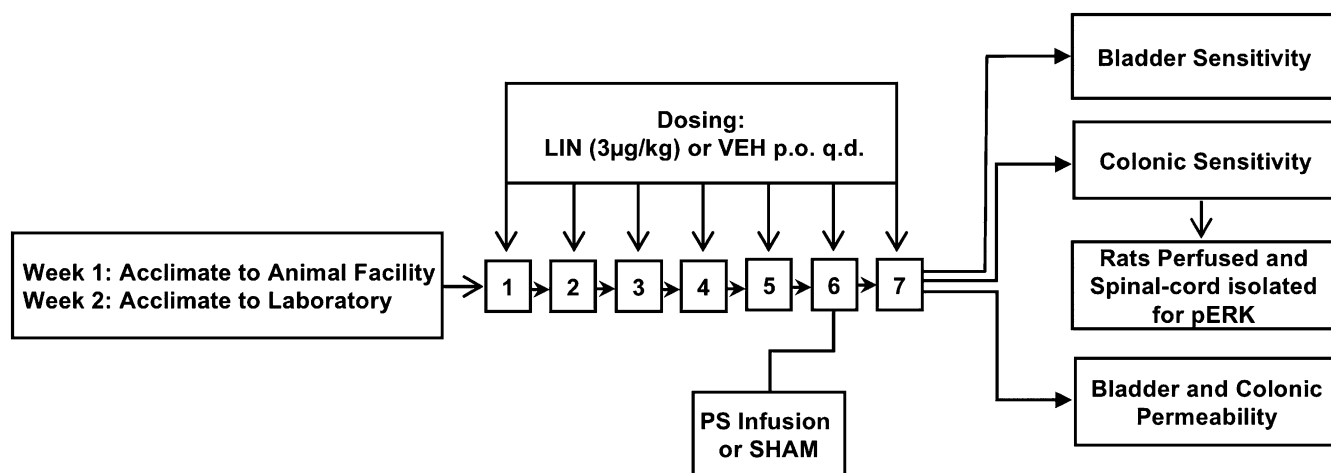 Week 1: Acclimate to Animal Facility
Week 2: Acclimate to Laboratory
Dosing:
LIN (3µg/kg) or VEH p.o. q.d.
1
2
3
4
5
6
7
PS Infusion
or SHAM
Bladder Sensitivity
Colonic Sensitivity
Rats Perfused and
Spinal-cord isolated
for pERK
Bladder and Colonic
Permeability